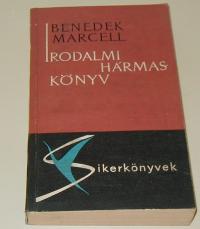 BENEDEK
MARCELL
IRODALMI
HÁRMAS
KÖNYV
Sikerkönyvek